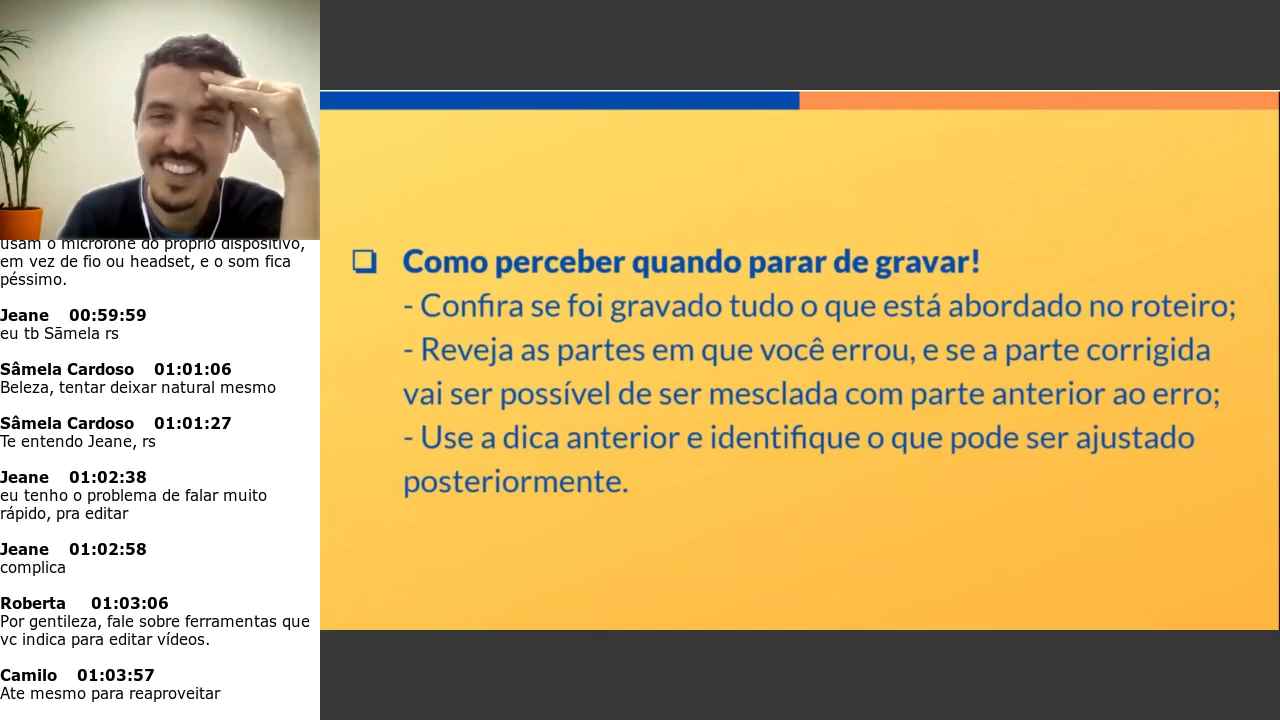 usam o microfone do próprio dispositivo,
em vez de fio ou headset, e o som fica
péssimo.
Jeane 00:59:59
eu tb Sãmela rs
Sâmela Cardoso 01:01:06
Beleza, tentar deixar natural mesmo
Sâmela Cardoso 01:01:27
Te entendo Jeane, rs
Jeane 01:02:38
eu tenho o problema de falar muito
rápido, pra editar
Jeane 01:02:58
complica
Roberta 01:03:06
Por gentileza, fale sobre ferramentas que
vc indica para editar vídeos.
Camilo 01:03:57
Ate mesmo para reaproveitar
❏ Como perceber quando parar de gravar!
- Confira se foi gravado tudo o que está abordado no roteiro;
- Reveja as partes em que você errou, e se a parte corrigida
vai ser possível de ser mesclada com parte anterior ao erro;
- Use a dica anterior e identifique o que pode ser ajustado
posteriormente.